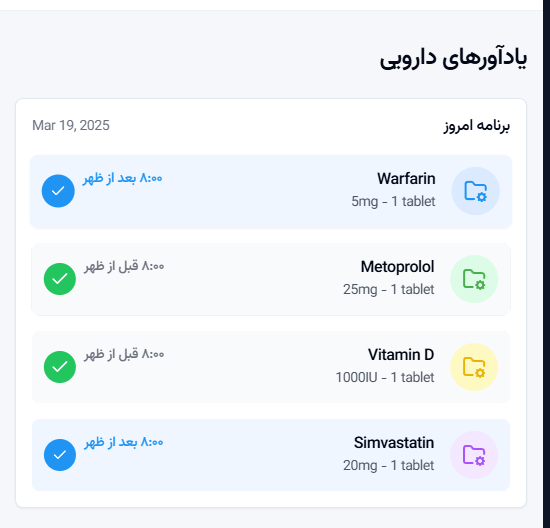 یادآورهای دارویی
برنامه امروز
Mar 19, 2025
Warfarin
5mg - 1 tablet
۸:۰۰ بعد از ظهر
Metoprolol
25mg - 1 tablet
۸:۰۰ قبل از ظهر
Vitamin D
1000IU - 1 tablet
۸:۰۰ قبل از ظهر
Simvastatin
20mg - 1 tablet
۸:۰۰ بعد از ظهر